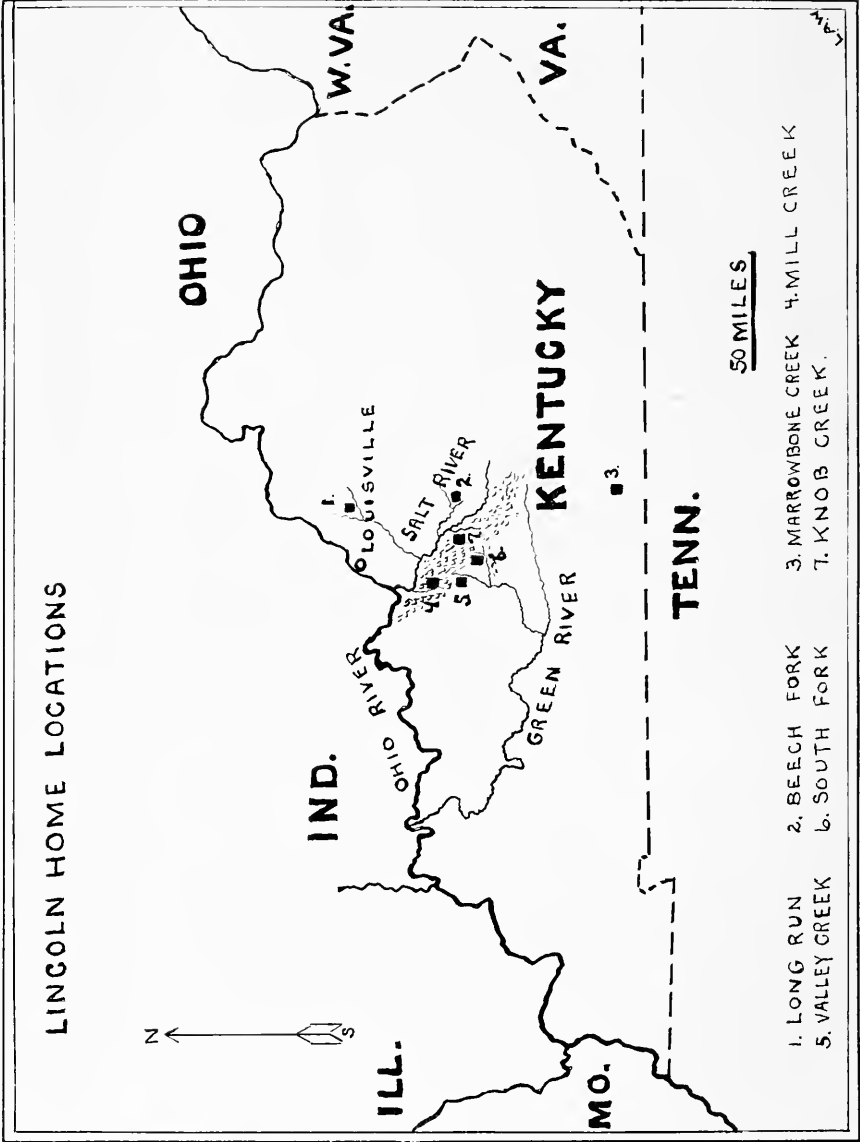 LINCOLN HOME LOCATIONS
N
S
ILL.
IND.
OHIO
W. VA.
VA.
MO.
TENN.
KENTUCKY
OHIO RIVER
LOUISVILLE
SALT RIVER
GREEN RIVER
1.
2.
3.
4
5
6.
7.
50 MILES
1. LONG RUN 2. BEECH FORK 3. MARROWBONE CREEK 4. MILL CREEK
5. VALLEY CREEK 6. SOUTH FORK 7. KNOB CREEK.
L.A.W